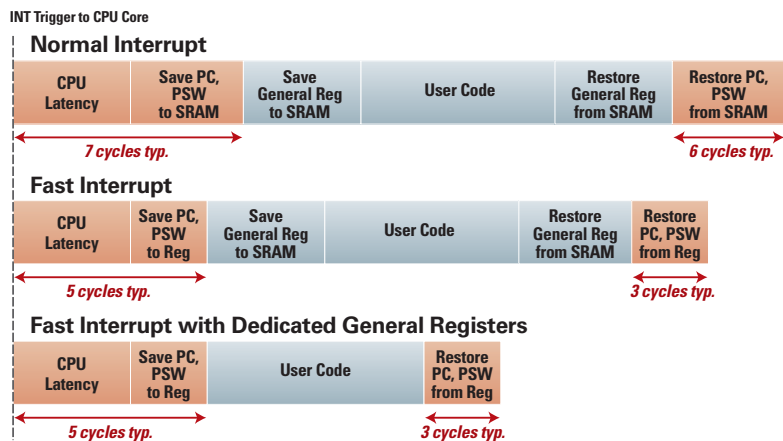 INT Trigger to CPU Core
Normal Interrupt
CPU
Latency
Save PC,
PSW
to SRAM
Save
General Reg
to SRAM
User Code
Restore
General Reg
from SRAM
Restore PC,
PSW
from SRAM
7 cycles typ.
6 cycles typ.
Fast Interrupt
CPU
Latency
Save PC,
PSW
to Reg
Save
General Reg
to SRAM
User Code
Restore
General Reg
from SRAM
Restore
PC, PSW
from Reg
5 cycles typ.
3 cycles typ.
Fast Interrupt with Dedicated General Registers
CPU
Latency
Save PC,
PSW
to Reg
User Code
Restore
PC, PSW
from Reg
5 cycles typ.
3 cycles typ.